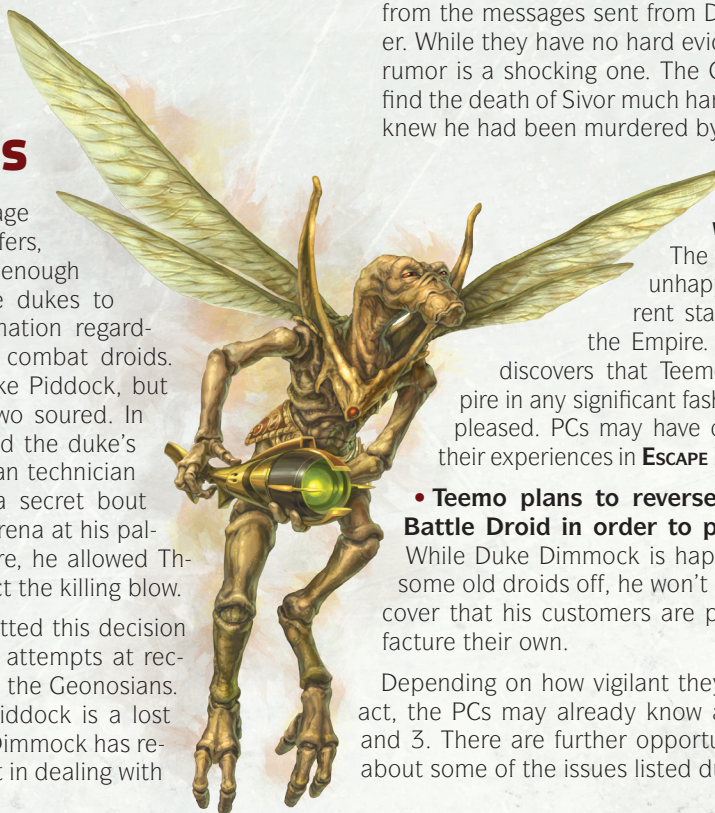 s
age
fers,
enough
e dukes to
nation regard-
combat droids.
ke Piddock, but
wo soured. In
d the duke's
an technician
a secret bout
rena at his pal-
re, he allowed Th-
ct the killing blow.
tted this decision
attempts at rec-
the Geonosians.
iddock is a lost
Dimmock has re-
t in dealing with
from the messages sent from D
er. While they have no hard evid
rumor is a shocking one. The G
find the death of Sivor much har
knew he had been murdered by
The
unhap
rent sta
the Empire.
discovers that Teemo
pire in any significant fash
pleased. PCs may have c
their experiences in ESCAPE
• Teemo plans to reverse
Battle Droid in order to p
While Duke Dimmock is hap
some old droids off, he won't
cover that his customers are p
facture their own.
Depending on how vigilant they
act, the PCs may already know a
and 3. There are further opportu
about some of the issues listed du